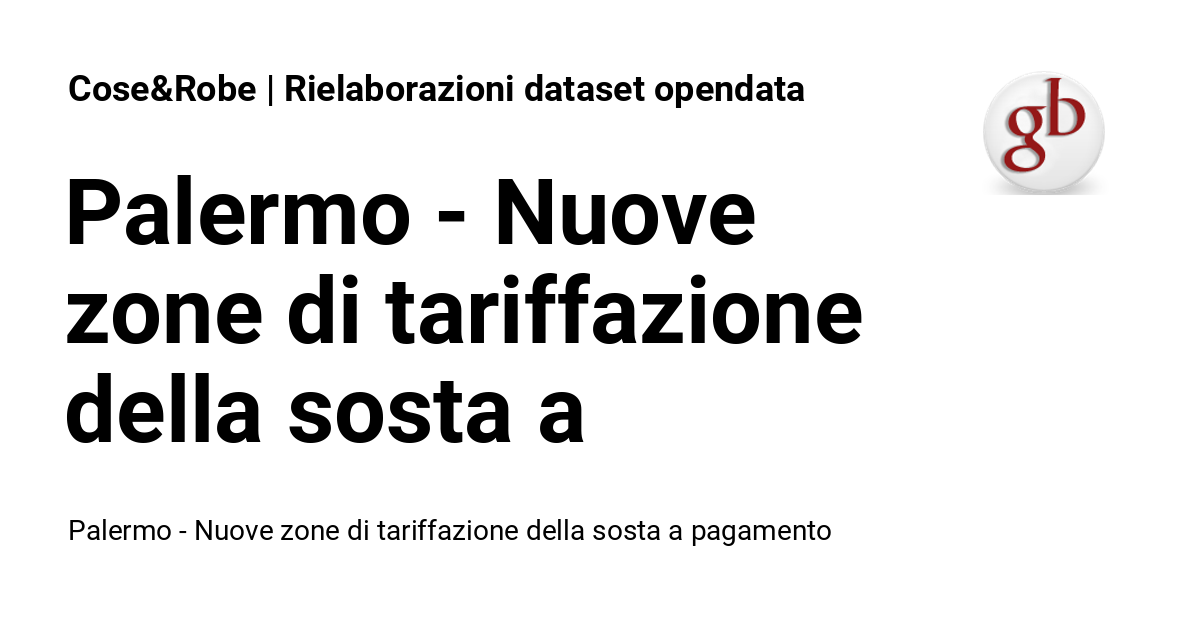 Cose&Robe | Rielaborazioni dataset opendata
gb
Palermo - Nuove
zone di tariffazione
della sosta a
Palermo - Nuove zone di tariffazione della sosta a pagamento